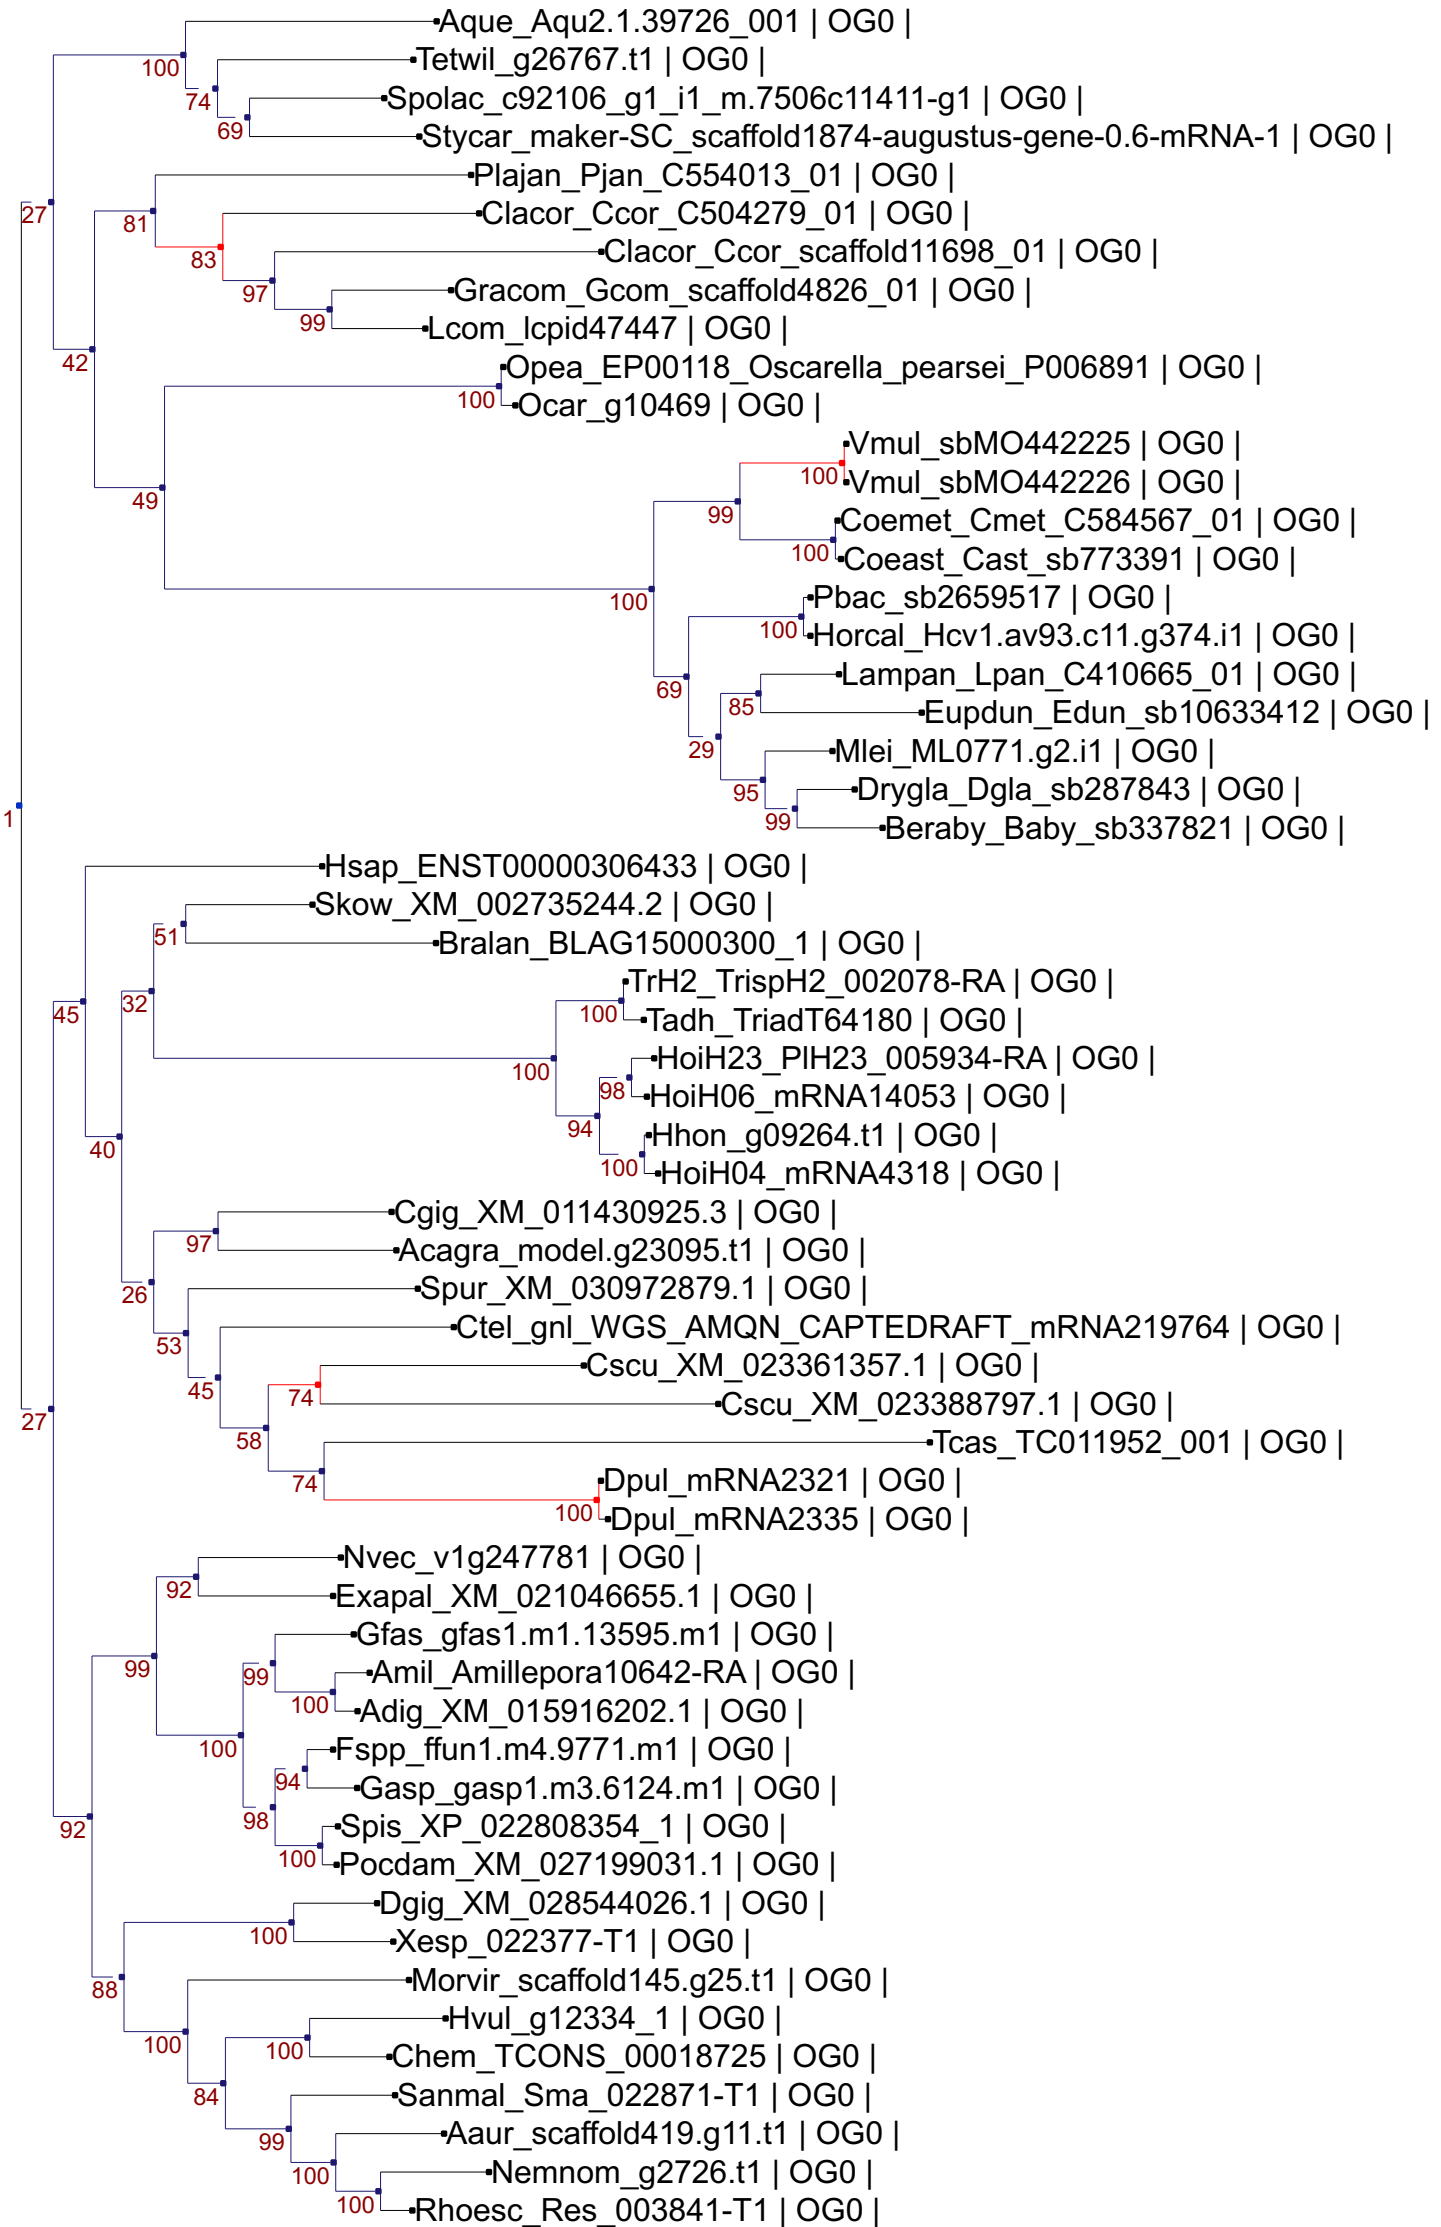 Aque_Aqu2.1.39726_001 | OG0 |
100
Tetwil_g26767.t1 | OG0 |
74
Spolac_c92106_g1_i1_m.7506c11411-g1 | OG0 |
69
Stycar_maker-SC_scaffold1874-augustus-gene-0.6-mRNA-1 | OG0 |
Plajan_Pjan_C554013_01 | OG0 |
27
81
Clacor_Ccor_C504279_01 | OG0 |
83
Clacor_Ccor_scaffold11698_01 | OG0 |
97
Gracom_Gcom_scaffold4826_01 | OG0 |
99
Lcom_lcpid47447 | OG0 |
42
Opea_EP00118_Oscarella_pearsei_P006891 | OG0 |
100
Ocar_g10469 | OG0 |
Vmul_sbMO442225 | OG0 |
100
Vmul_sbMO442226 | OG0 |
49
99
Coemet_Cmet_C584567_01 | OG0 |
100
Coeast_Cast_sb773391 | OG0 |
100
Pbac_sb2659517 | OG0 |
100
Horcal_Hcv1.av93.c11.g374.i1 | OG0 |
Lampan_Lpan_C410665_01 | OG0 |
69
85
Eupdun_Edun_sb10633412 | OG0 |
29
Mlei_ML0771.g2.i1 | OG0 |
95
Drygla_Dgla_sb287843 | OG0 |
1
99
Beraby_Baby_sb337821 | OG0 |
Hsap_ENST00000306433 | OG0 |
Skow_XM_002735244.2 | OG0 |
51
Bralan_BLAG15000300_1 | OG0 |
TrH2_TrispH2_002078-RA | OG0 |
45
32
100
Tadh_TriadT64180 | OG0 |
HoiH23_PlH23_005934-RA | OG0 |
100
98
HoiH06_mRNA14053 | OG0 |
94
Hhon_g09264.t1 | OG0 |
40
100
HoiH04_mRNA4318 | OG0 |
Cgig_XM_011430925.3 | OG0 |
97
Acagra_model.g23095.t1 | OG0 |
26
Spur_XM_030972879.1 | OG0 |
53
Ctel_gnl_WGS_AMQN_CAPTEDRAFT_mRNA219764 | OG0 |
45
Cscu_XM_023361357.1 | OG0 |
74
Cscu_XM_023388797.1 | OG0 |
27
58
Tcas_TC011952_001 | OG0 |
74
Dpul_mRNA2321 | OG0 |
100
Dpul_mRNA2335 | OG0 |
Nvec_v1g247781 | OG0 |
92
Exapal_XM_021046655.1 | OG0 |
Gfas_gfas1.m1.13595.m1 | OG0 |
99
99
Amil_Amillepora10642-RA | OG0 |
100
Adig_XM_015916202.1 | OG0 |
100
Fspp_ffun1.m4.9771.m1 | OG0 |
94
Gasp_gasp1.m3.6124.m1 | OG0 |
92
98
Spis_XP_022808354_1 | OG0 |
100
Pocdam_XM_027199031.1 | OG0 |
Dgig_XM_028544026.1 | OG0 |
100
Xesp_022377-T1 | OG0 |
88
Morvir_scaffold145.g25.t1 | OG0 |
100
Hvul_g12334_1 | OG0 |
100
Chem_TCONS_00018725 | OG0 |
84
Sanmal_Sma_022871-T1 | OG0 |
99
Aaur_scaffold419.g11.t1 | OG0 |
100
Nemnom_g2726.t1 | OG0 |
100
Rhoesc_Res_003841-T1 | OG0 |